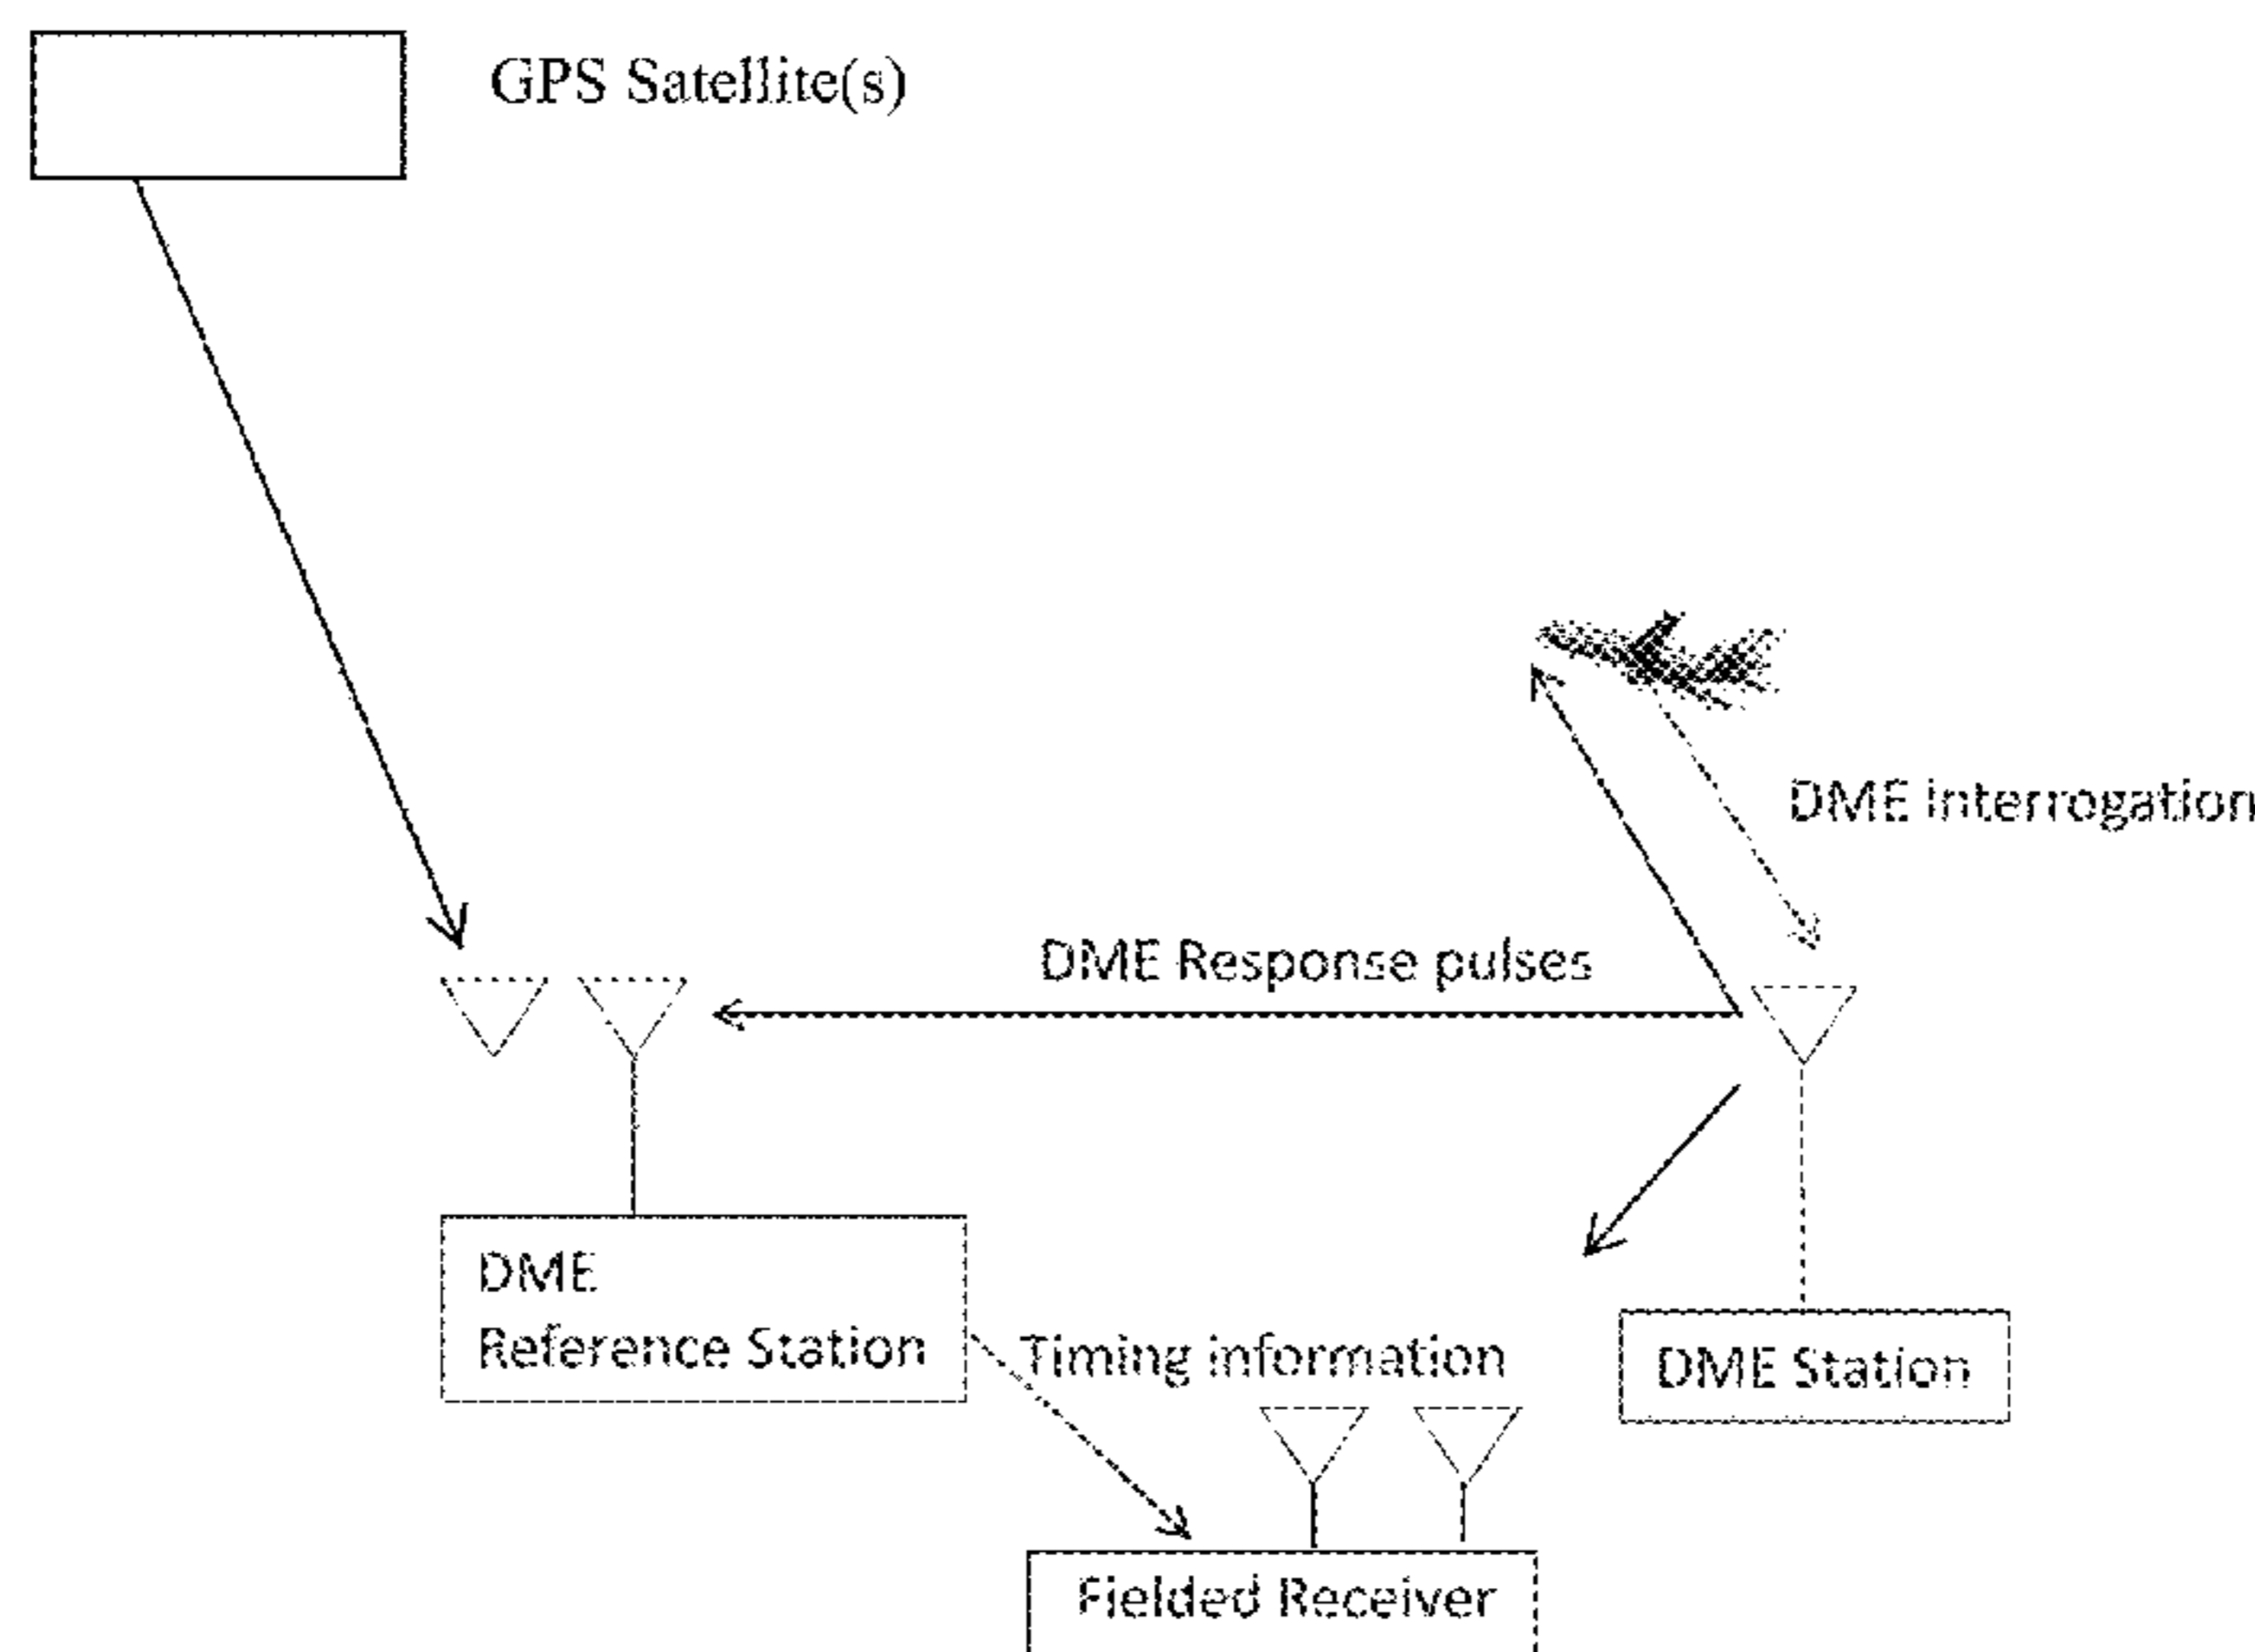 GPS Satellite(s)
DME Interrogation
DME Response pulses
DME
Reference Station
Timing information
DME Station
Fielded Receiver